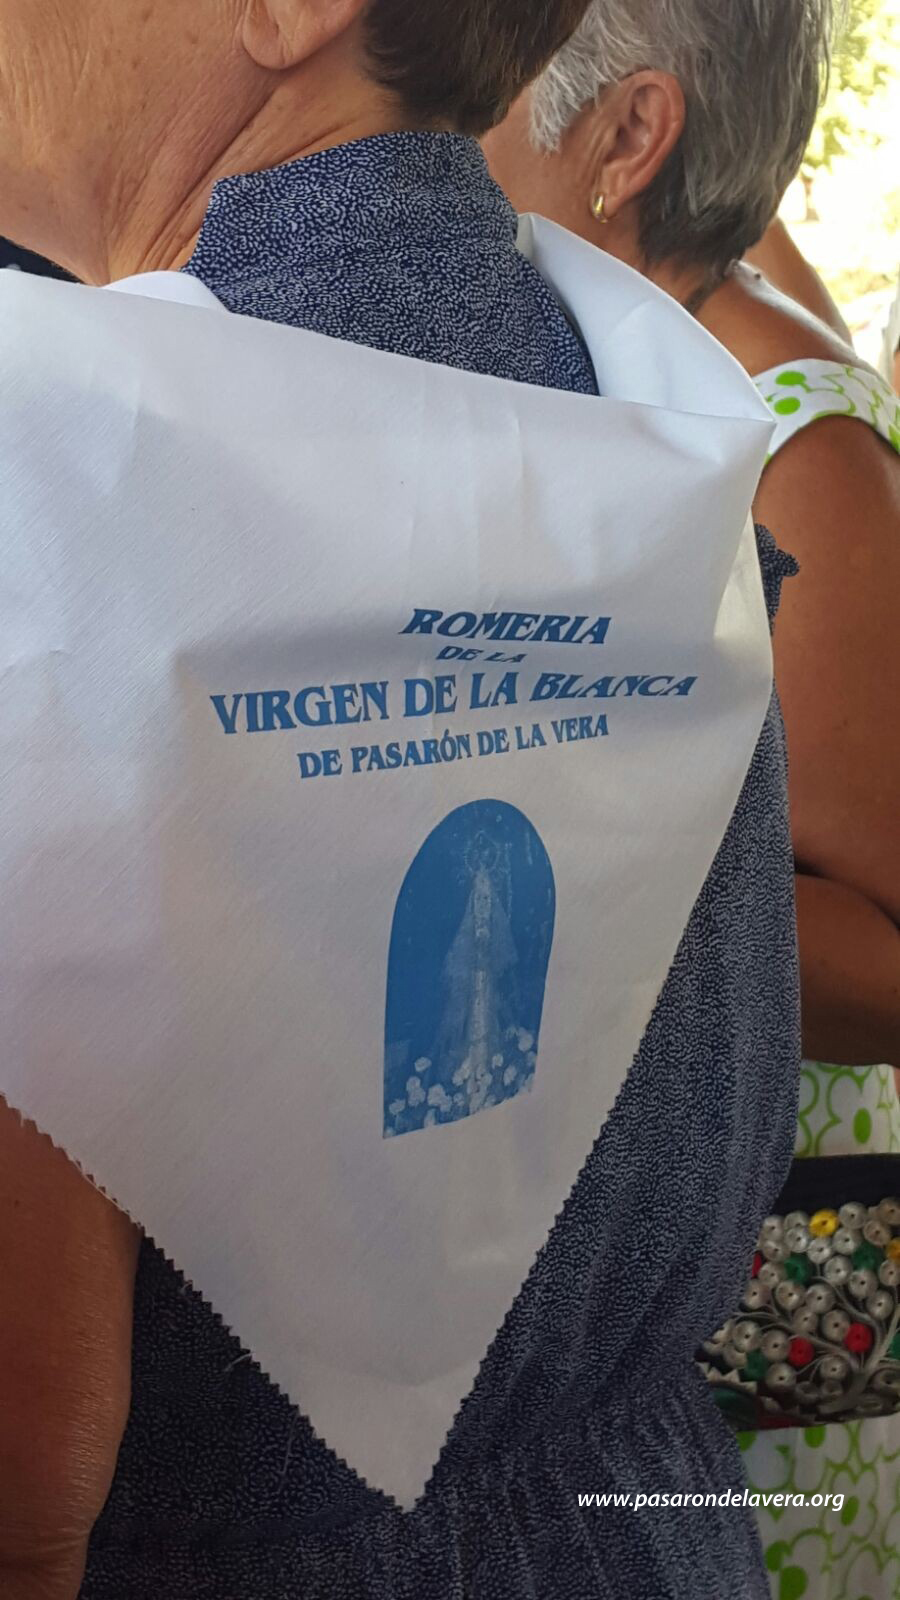 ROMERIA
DE LA
VIRGEN DE LA BLANCA
DE PASARÓN DE LA VERA
www.pasarondelavera.org